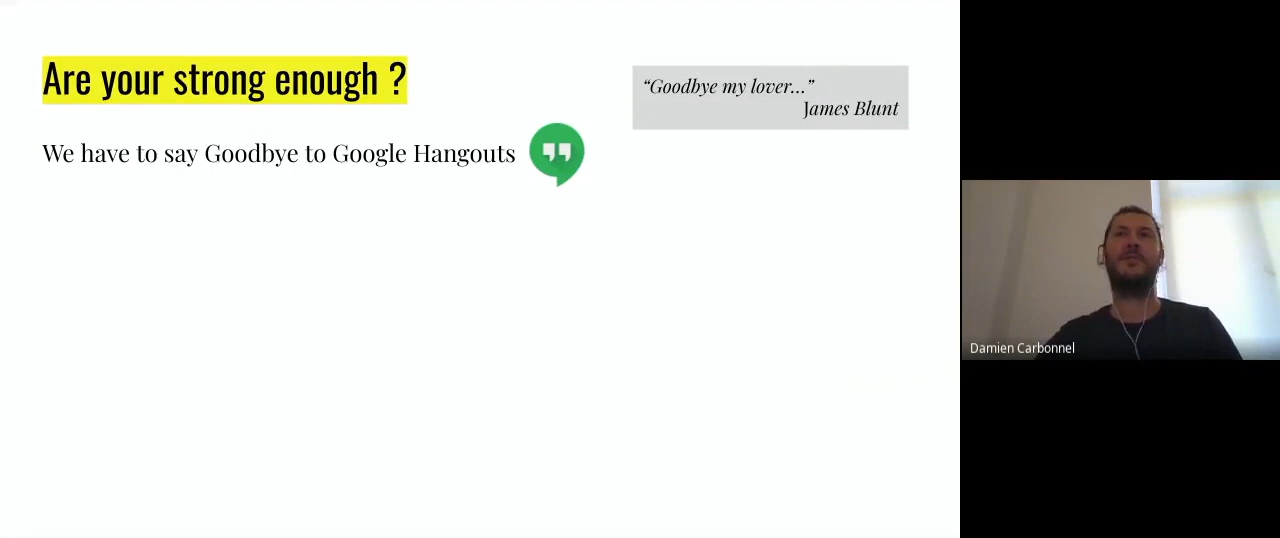 Are your strong enough ?
“Goodbye my lover...”
James Blunt
We have to say Goodbye to Google Hangouts
Damien Carbonnel